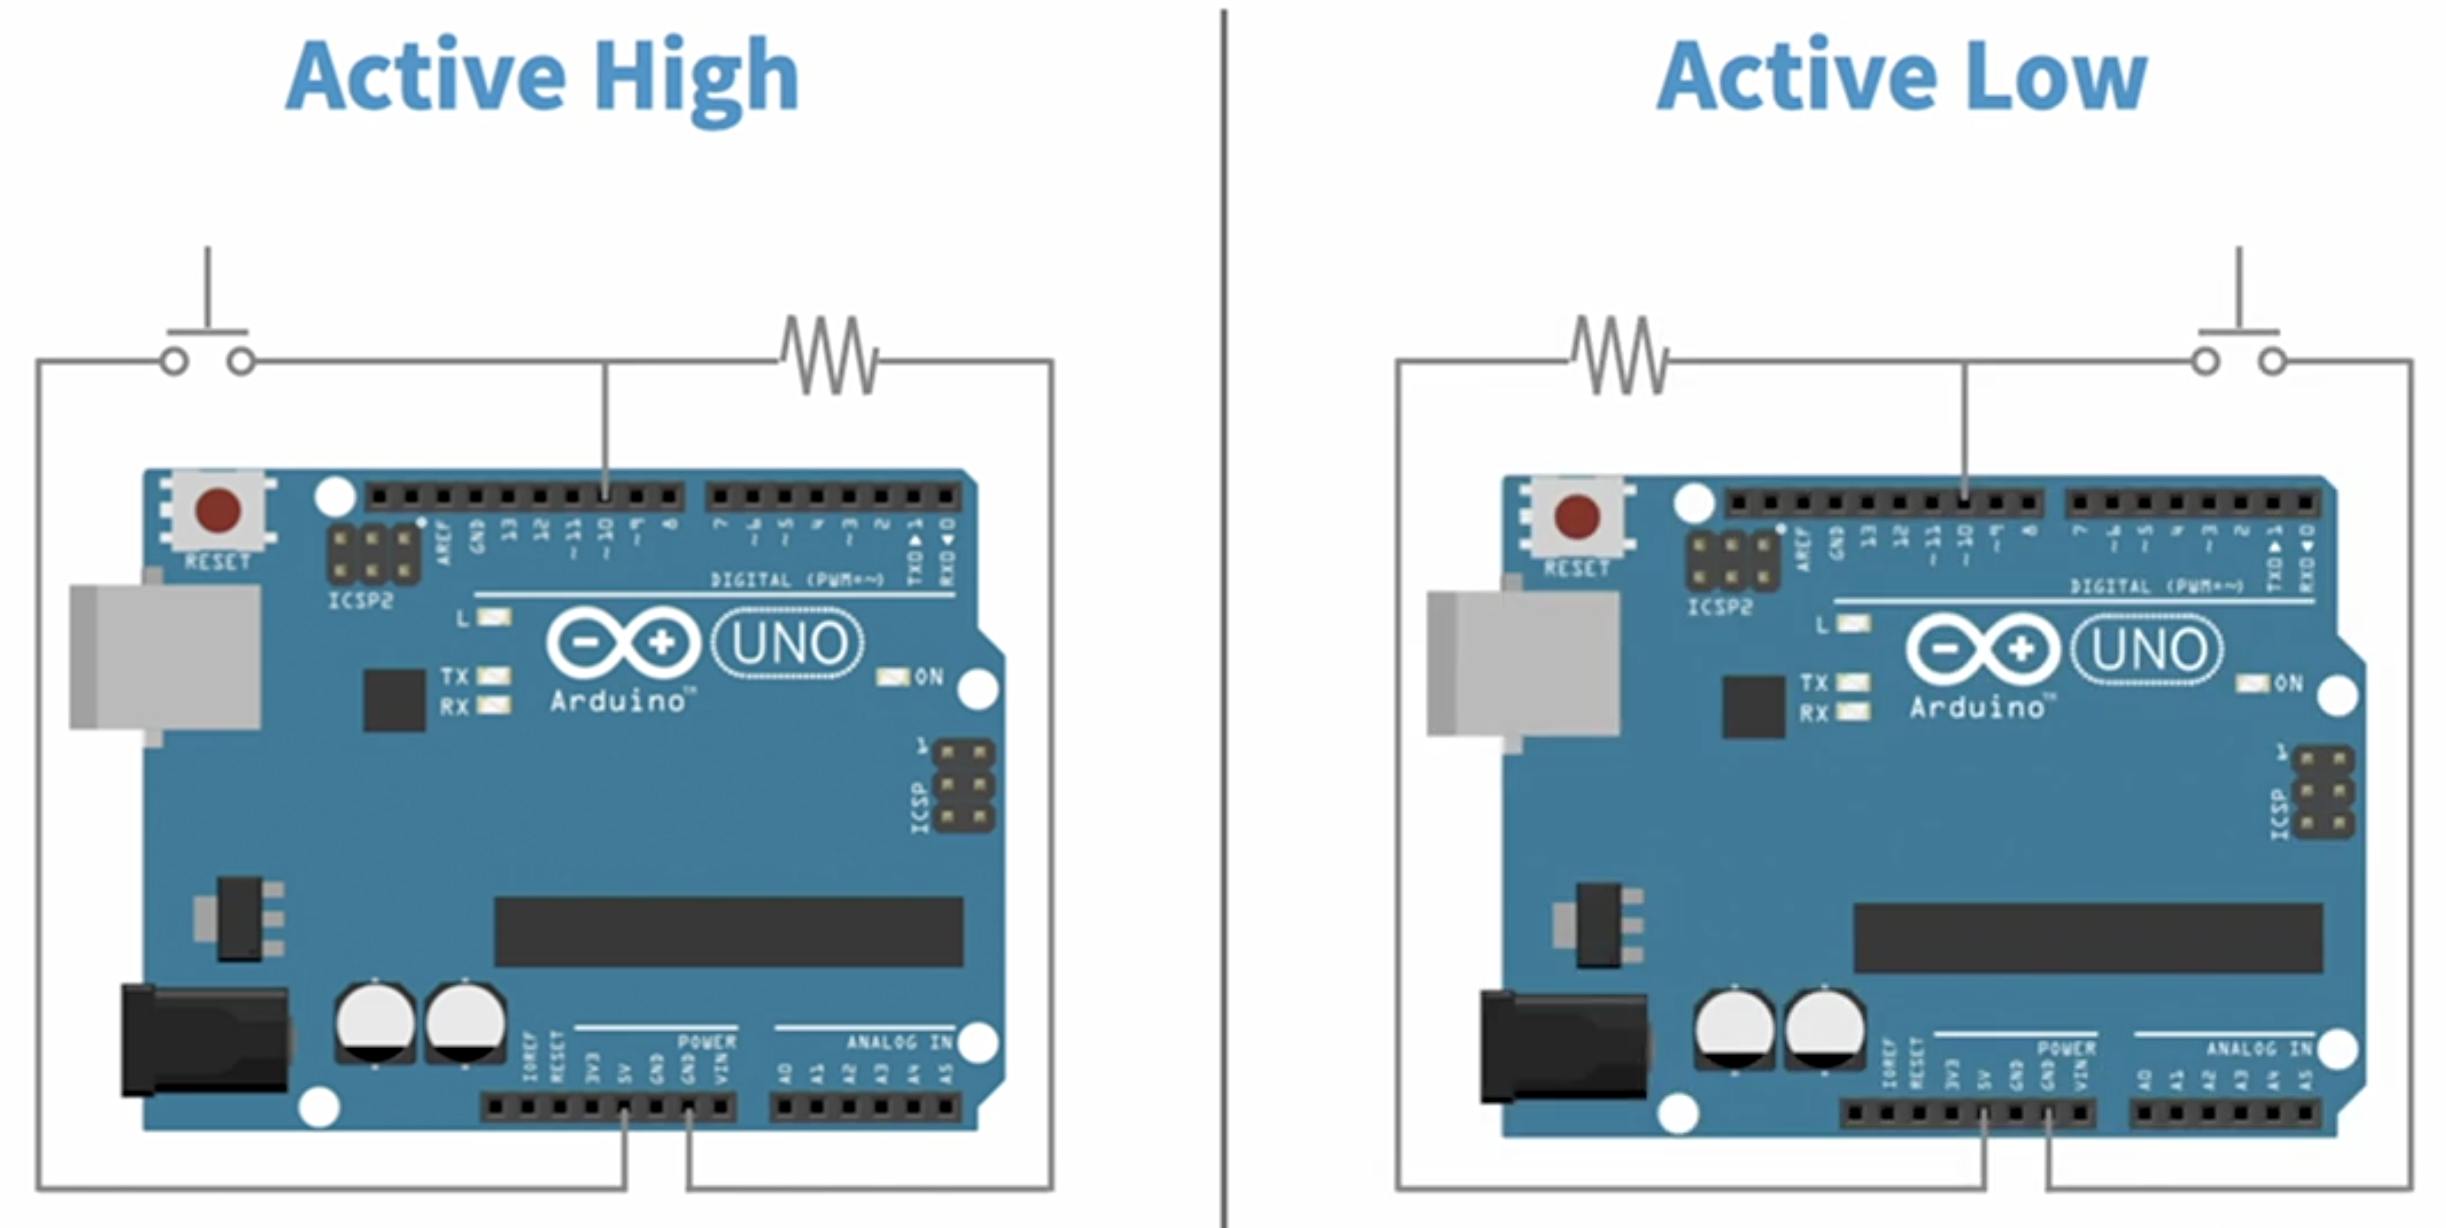 Active High
Active Low
RESET
ICSP2
AREF
GND
13
12
~11
~10
~9
8
7
~6
~5
4
~3
2
TXD▶1
RXD◀0
DIGITAL (PWM=~)
L
TX
RX
UNO
Arduino™
ON
1
ICSP
IOREF
RESET
3V3
5V
GND
GND
VIN
POWER
ANALOG IN
A0
A1
A2
A3
A4
A5
RESET
ICSP2
AREF
GND
13
12
~11
~10
~9
8
7
~6
~5
4
~3
2
TXD▶1
RXD◀0
DIGITAL (PWM=~)
L
TX
RX
UNO
Arduino™
ON
1
ICSP
IOREF
RESET
3V3
5V
GND
GND
VIN
POWER
ANALOG IN
A0
A1
A2
A3
A4
A5